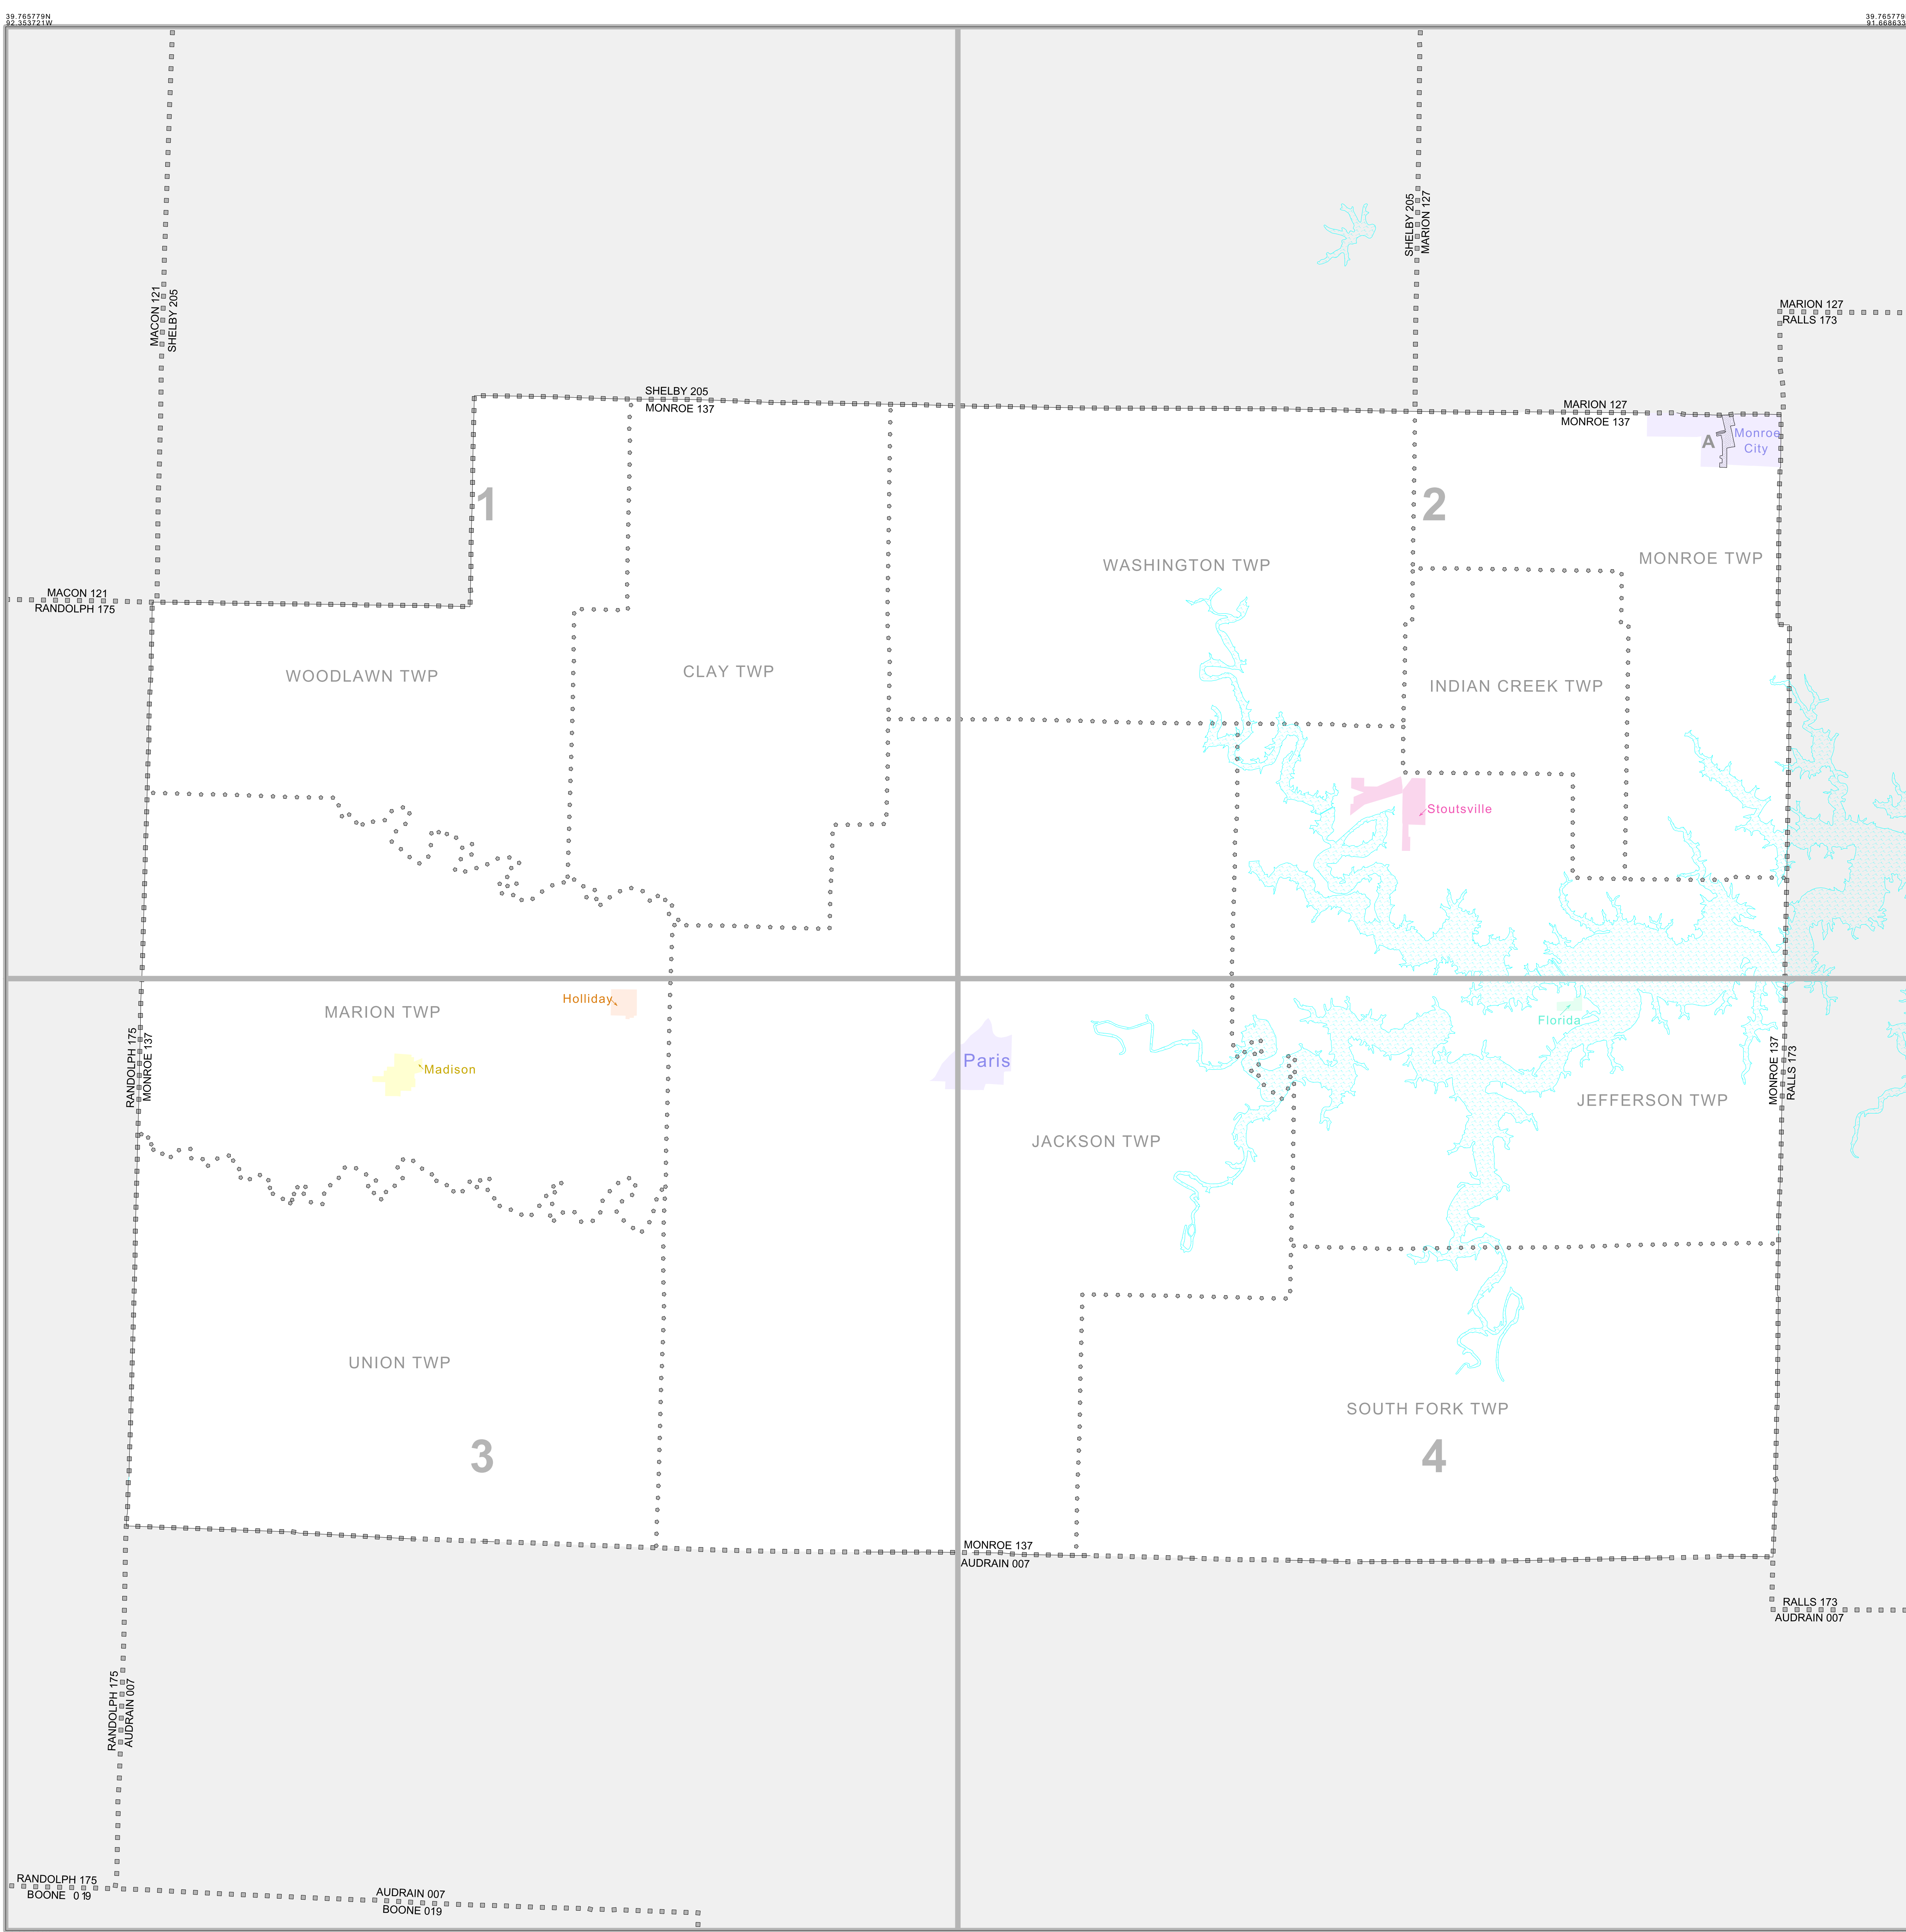 39.765779N
92.353721W
39.765779
91.668633
SHELBY 205
MARION 127
MACON 121
SHELBY 205
MARION 127
RALLS 173
SHELBY 205
MONROE 137
MARION 127
MONROE 137
A
Monroe
City
1
2
WASHINGTON TWP
MONROE TWP
MACON 121
RANDOLPH 175
WOODLAWN TWP
CLAY TWP
INDIAN CREEK TWP
Stoutsville
Holliday
MARION TWP
Florida
RANDOLPH 175
MONROE 137
Madison
Paris
MONROE 137
RALLS 173
JEFFERSON TWP
JACKSON TWP
UNION TWP
SOUTH FORK TWP
3
4
MONROE 137
AUDRAIN 007
RALLS 173
AUDRAIN 007
RANDOLPH 175
AUDRAIN 007
RANDOLPH 175
BOONE 019
AUDRAIN 007
BOONE 019